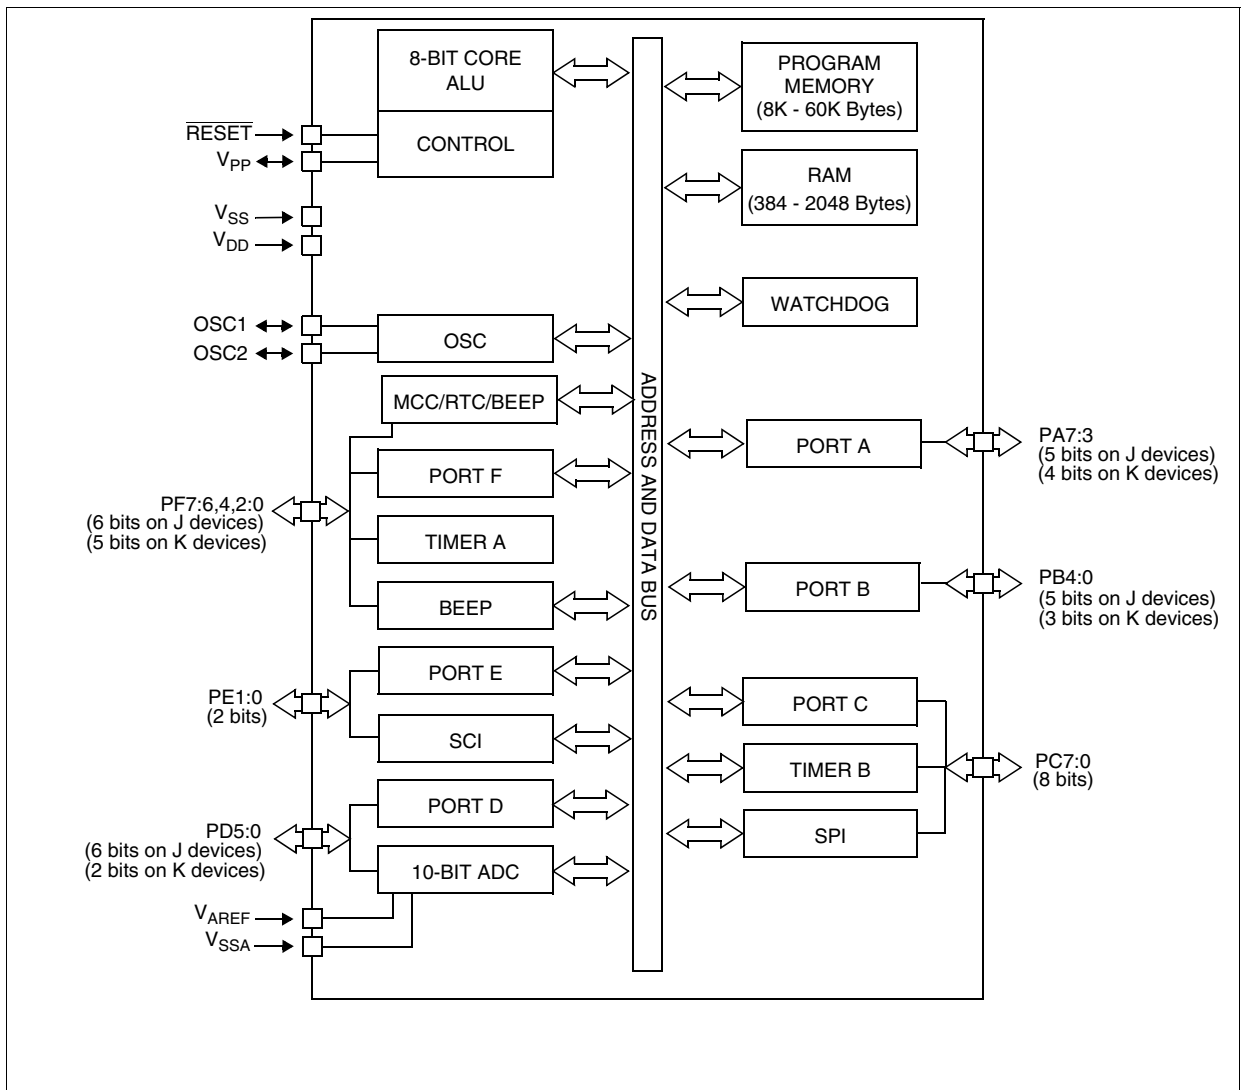 8-BIT CORE
ALU
CONTROL
RESET
VPP
VSS
VDD
OSC1
OSC2
OSC
MCC/RTC/BEEP
PORT F
PF7:6,4,2:0
(6 bits on J devices)
(5 bits on K devices)
TIMER A
BEEP
PORT E
PE1:0
(2 bits)
SCI
PORT D
PD5:0
(6 bits on J devices)
(2 bits on K devices)
10-BIT ADC
VAREF
VSSA
ADDRESS AND DATA BUS
PROGRAM
MEMORY
(8K - 60K Bytes)
RAM
(384 - 2048 Bytes)
WATCHDOG
PORT A
PA7:3
(5 bits on J devices)
(4 bits on K devices)
PORT B
PB4:0
(5 bits on J devices)
(3 bits on K devices)
PORT C
TIMER B
PC7:0
(8 bits)
SPI